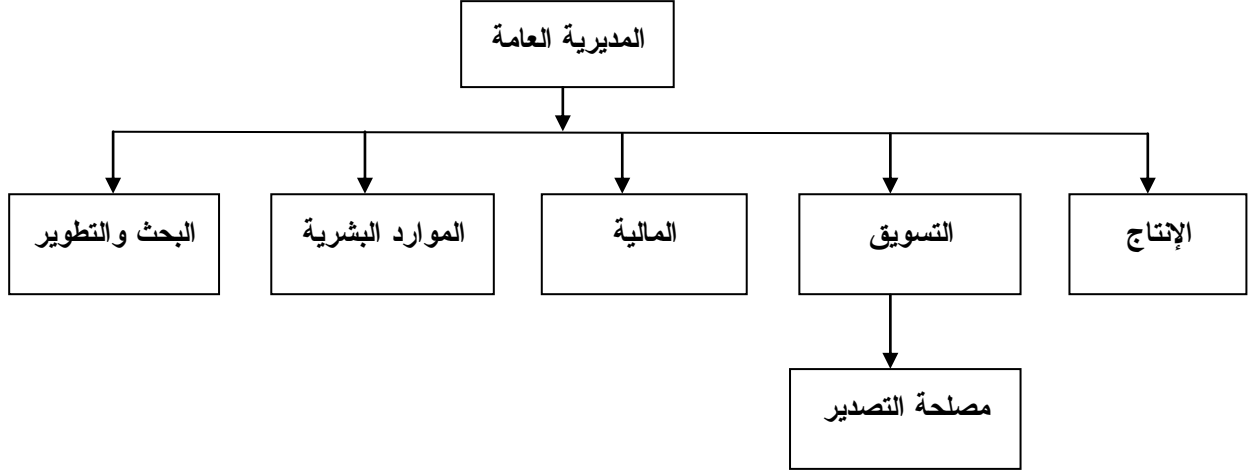 المديرية العامة
الإنتاج
التسويق
المالية
الموارد البشرية
البحث والتطوير
مصلحة التصدير